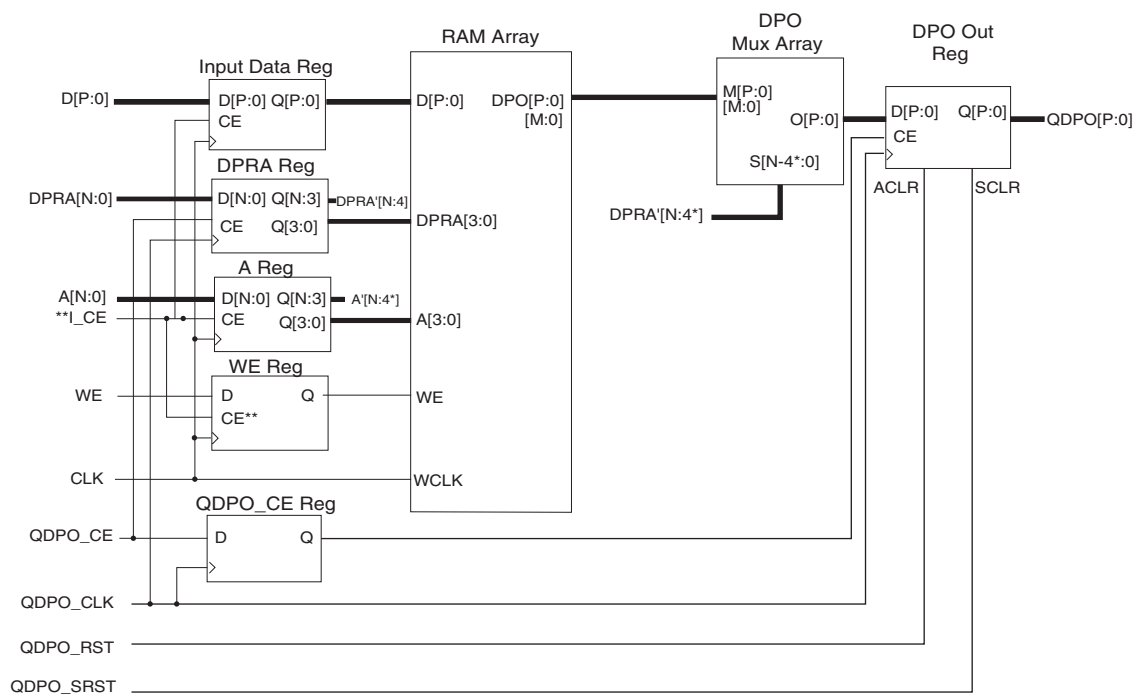 RAM Array
DPO
Mux Array
DPO Out
Reg
Input Data Reg
D[P:0]
D[P:0] Q[P:0]
CE
D[P:0]
DPO[P:0]
[M:0]
M[P:0]
[M:0]
O[P:0]
S[N-4*:0]
D[P:0] Q[P:0]
CE
QDPO[P:0]
ACLR
SCLR
DPRA Reg
DPRA[N:0]
D[N:0] Q[N:3]
DPRA'[N:4]
CE
Q[3:0]
DPRA[3:0]
DPRA'[N:4*]
A Reg
A[N:0]
D[N:0] Q[N:3]
A'[N:4*]
**I_CE
CE
Q[3:0]
A[3:0]
WE Reg
WE
D Q
WE
CE**
CLK
WCLK
QDPO_CE Reg
QDPO_CE
D Q
QDPO_CLK
QDPO_RST
QDPO_SRST